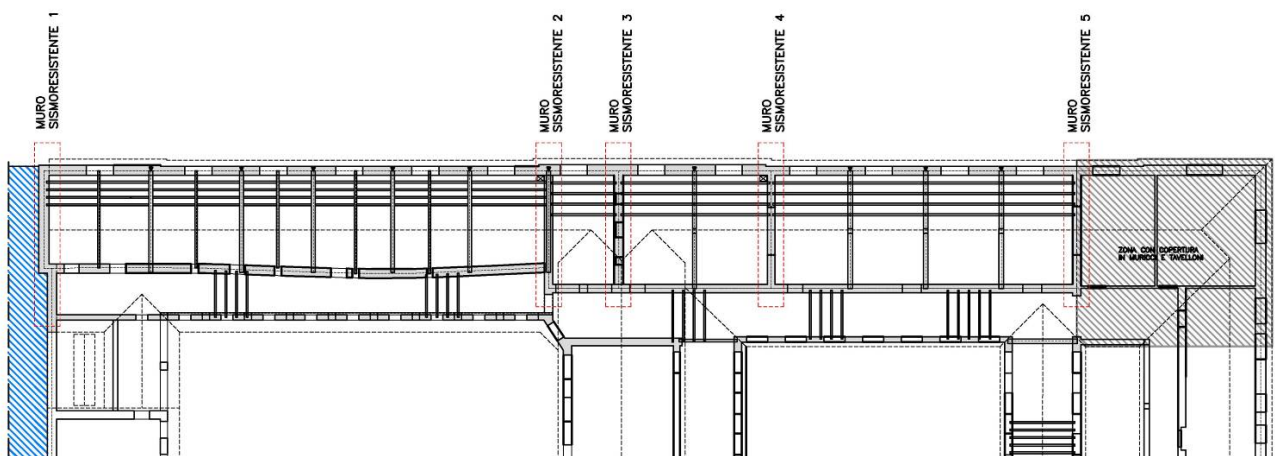 MURO
SISMORESISTENTE 1
MURO
SISMORESISTENTE 2
MURO
SISMORESISTENTE 3
MURO
SISMORESISTENTE 4
MURO
SISMORESISTENTE 5
ZONA CON COPERTURA
IN MURICCI E TAVELLONI